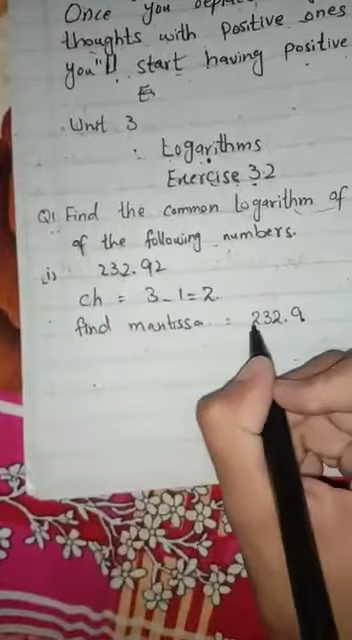 Once you
thoughts with positive ones
you"ll start having positive
E
Unit 3
: Logarithms
Exercise 3.2
Q1 Find the common logarithm of
of the following numbers.
(i) 232.92
ch = 3-1=2.
find mantissa = 232.9